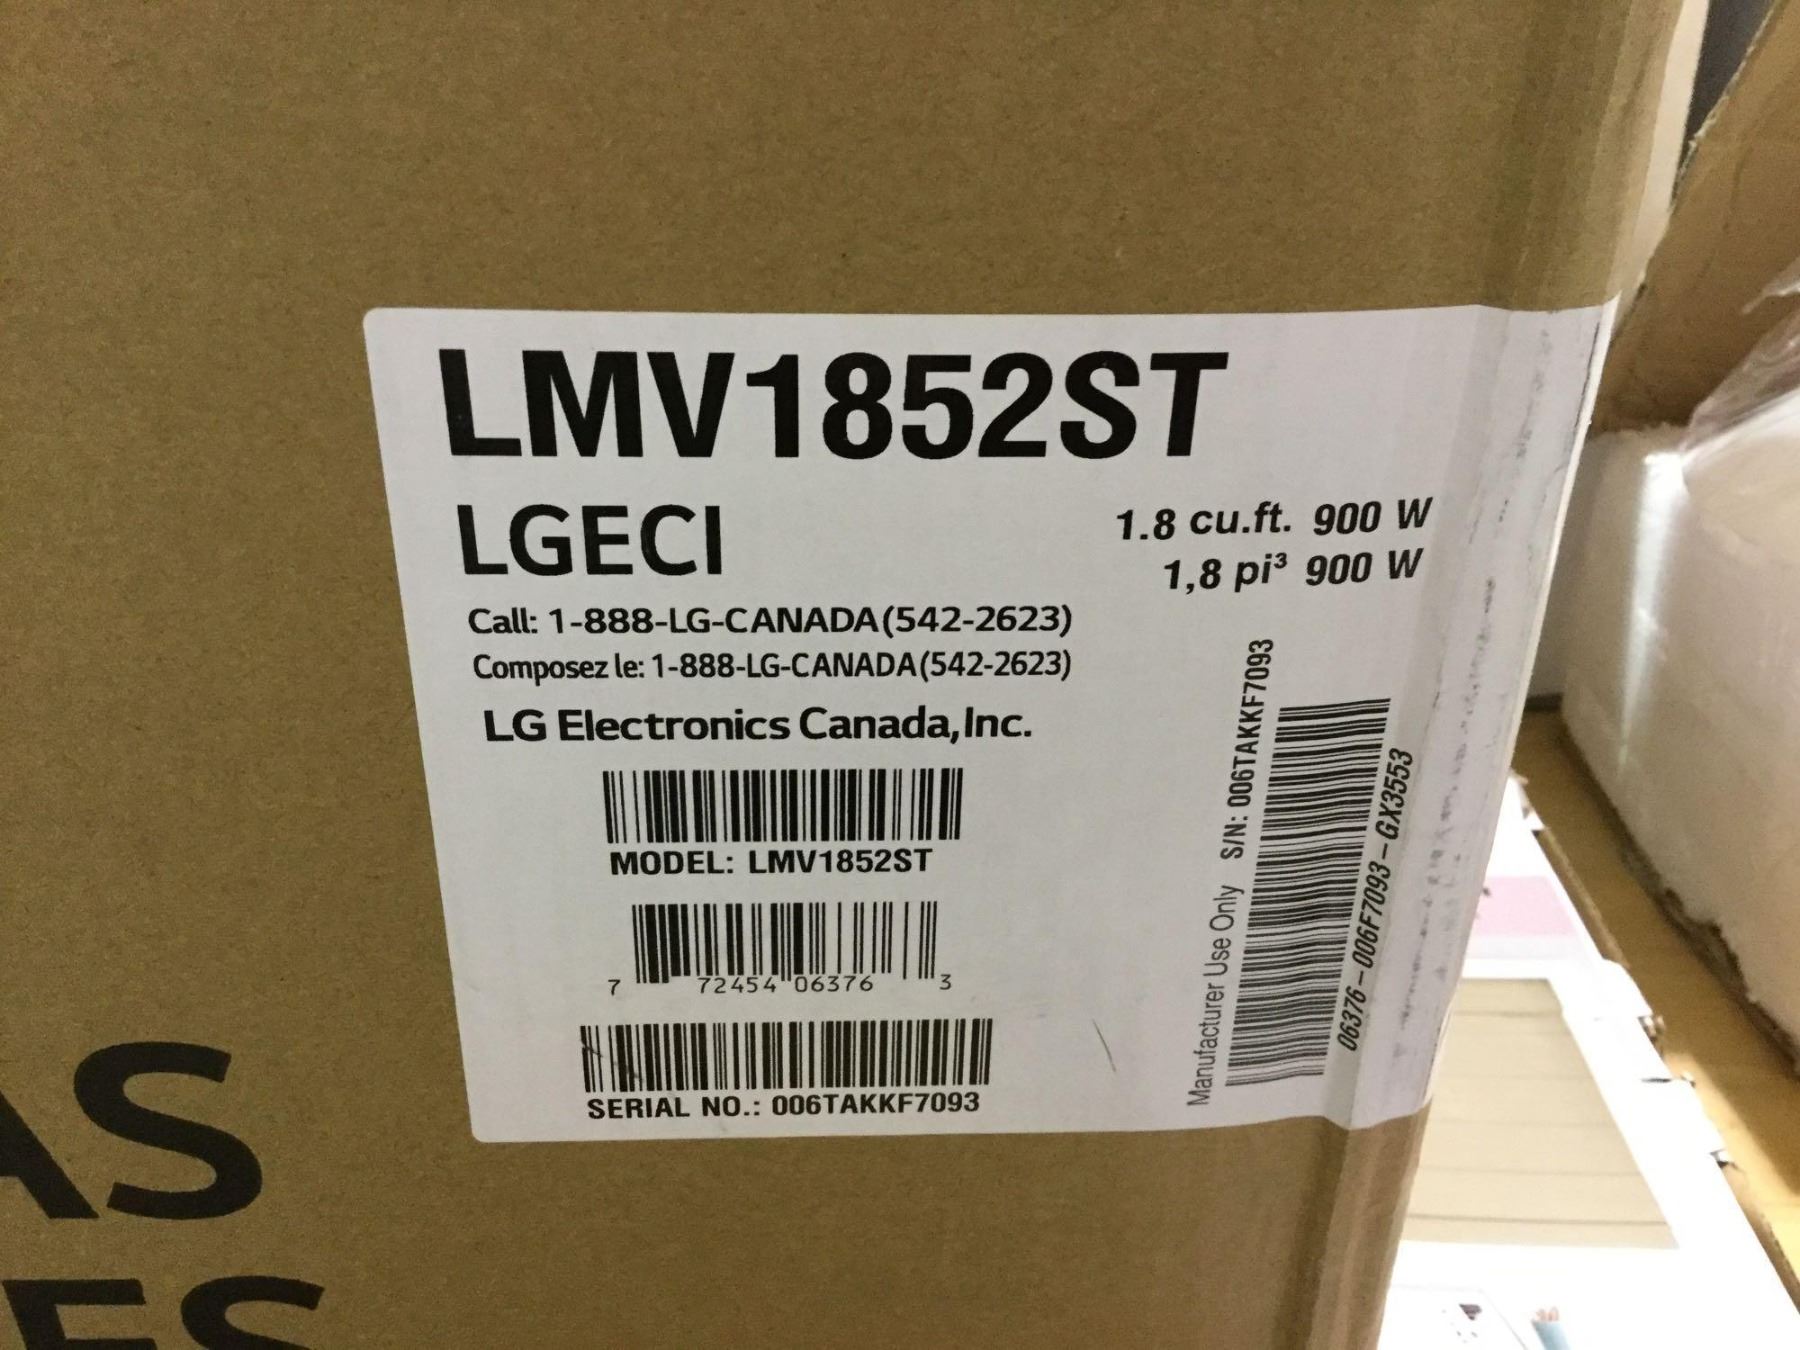 LMV1852ST
LGECI
1.8 cu.ft. 900 W
1,8 pi³ 900 W
Call: 1-888-LG-CANADA(542-2623)
Composez le: 1-888-LG-CANADA(542-2623)
LG Electronics Canada,Inc.
MODEL: LMV1852ST
7 72454 06376 3
SERIAL NO.: 006TAKKF7093
Manufacturer Use Only S/N: 006TAKKF7093
06376-006F7093-GX3553
AS
ES